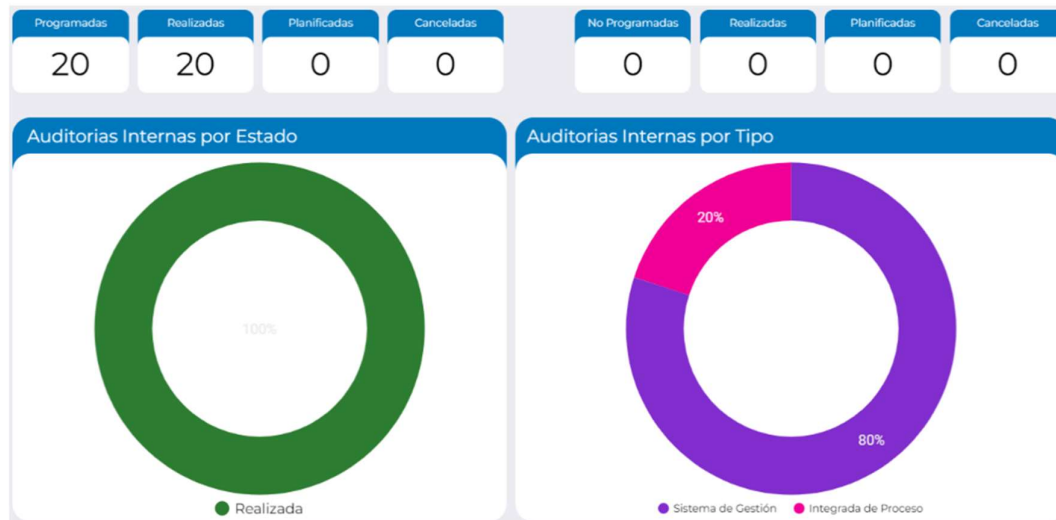 Programadas Realizadas Planificadas Canceladas No Programadas Realizadas Planificadas Canceladas
20 20 0 0 0 0 0 0
Auditorias Internas por Estado
100%
Realizada
Auditorias Internas por Tipo
20%
80%
Sistema de Gestión Integrada de Proceso